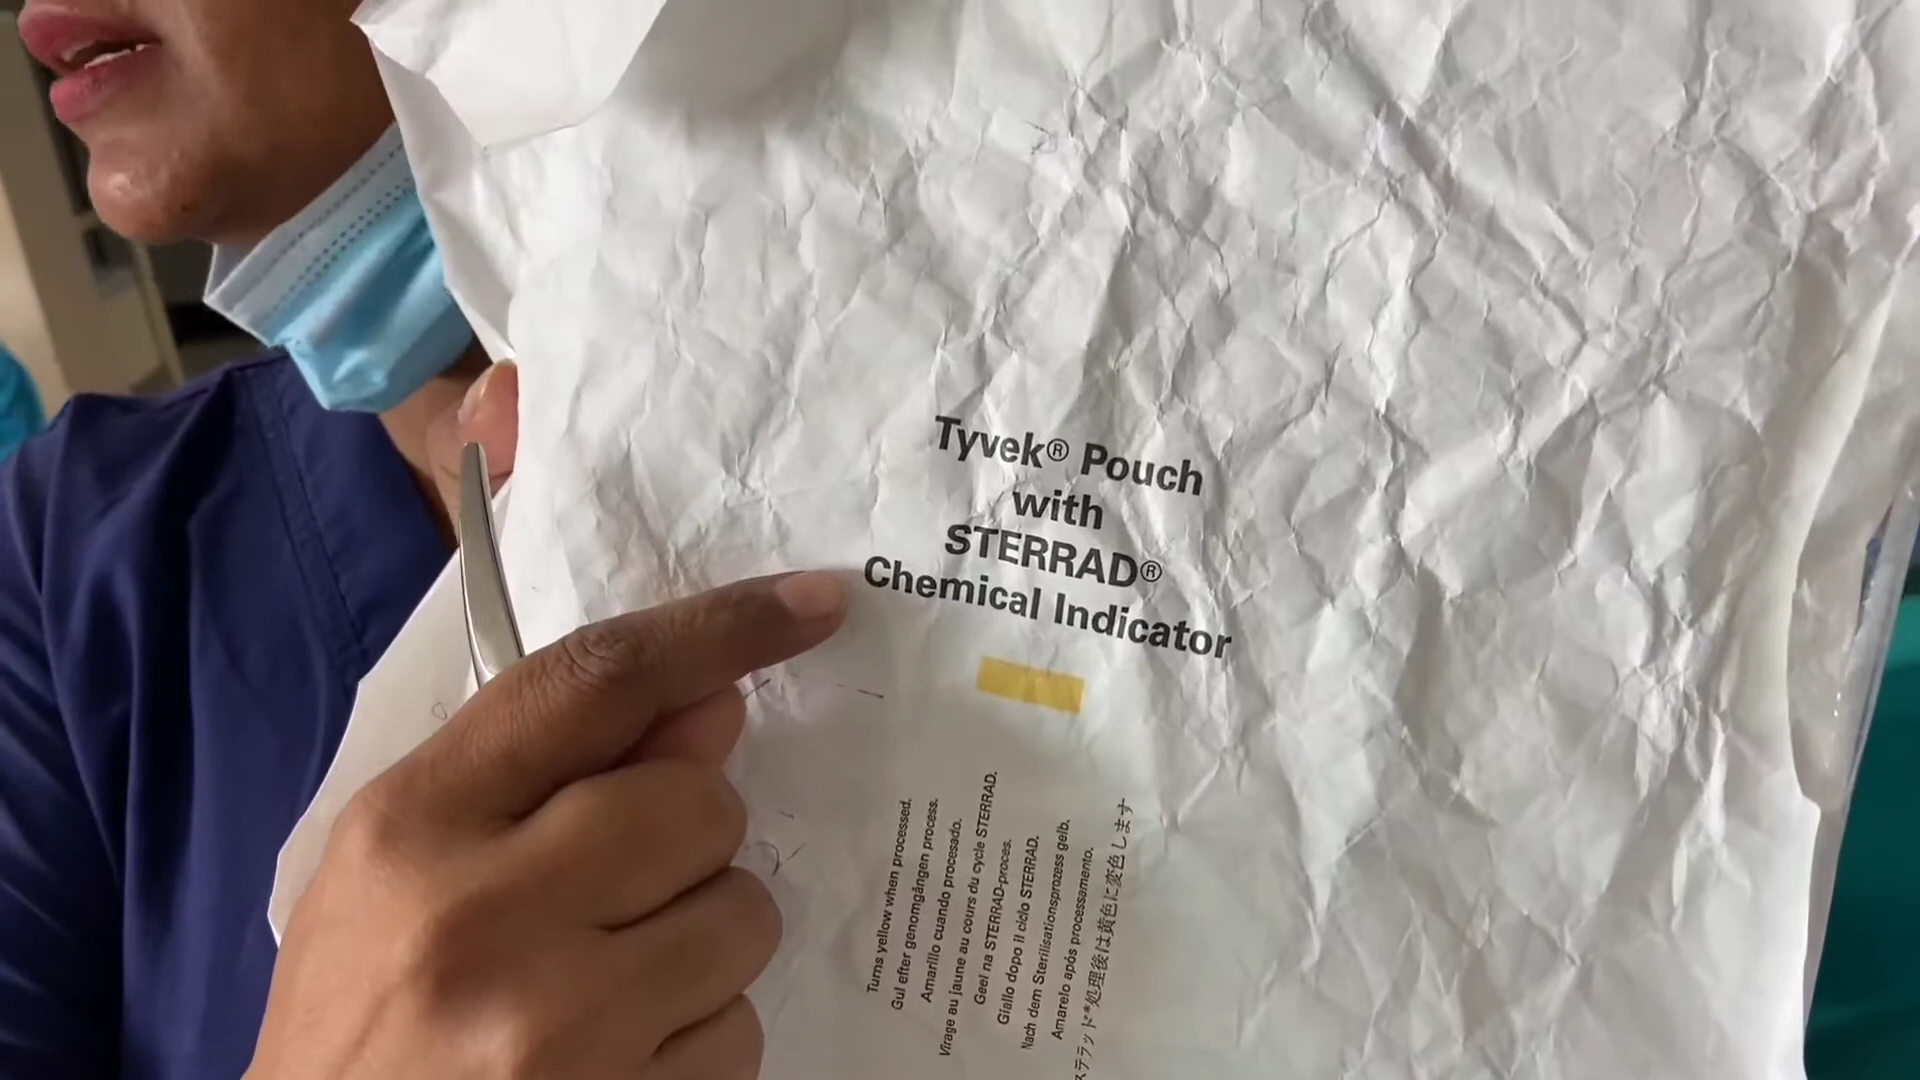 Tyvek® Pouch
with
STERRAD®
Chemical Indicator
Turns yellow when processed.
Gul efter genomgången process.
Amarillo cuando procesado.
Virage au jaune au cours du cycle STERRAD.
Geel na STERRAD-proces.
Giallo dopo il ciclo STERRAD.
Nach dem Sterilisationsprozess gelb.
Amarelo após processamento.
ステラッド*処理後は黄色に変色します